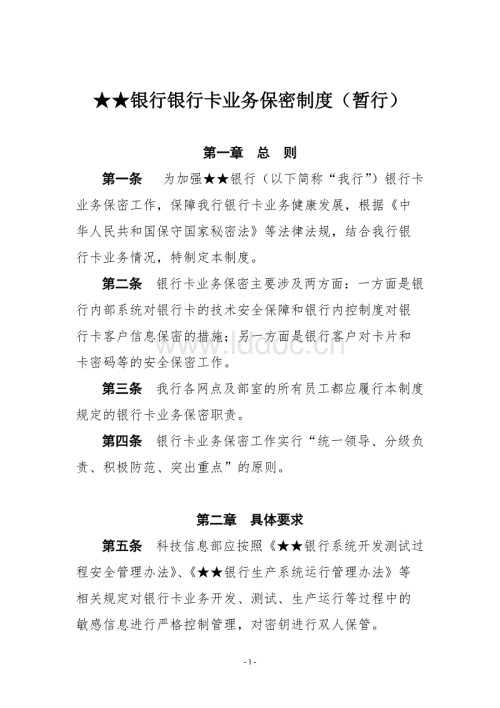 ★★银行银行卡业务保密制度（暂行）
第一章 总 则
第一条 为加强★★银行（以下简称“我行”）银行卡
业务保密工作，保障我行银行卡业务健康发展，根据《中
华人民共和国保守国家秘密法》等法律法规，结合我行银
行卡业务情况，特制定本制度。
第二条 银行卡业务保密主要涉及两方面：一方面是银
行内部系统对银行卡的技术安全保障和银行内控制度对银
行卡客户信息保密的措施；另一方面是银行客户对卡片和
卡密码等的安全保密工作。
www.lddoc.cn
第三条 我行各网点及部室的所有员工都应履行本制度
规定的银行卡业务保密职责。
第四条 银行卡业务保密工作实行“统一领导、分级负
责、积极防范、突出重点”的原则。
第二章 具体要求
第五条 科技信息部应按照《★★银行系统开发测试过
程安全管理办法》、《★★银行生产系统运行管理办法》等
相关规定对银行卡业务开发、测试、生产运行等过程中的
敏感信息进行严格控制管理，对密钥进行双人保管。
- 1 -